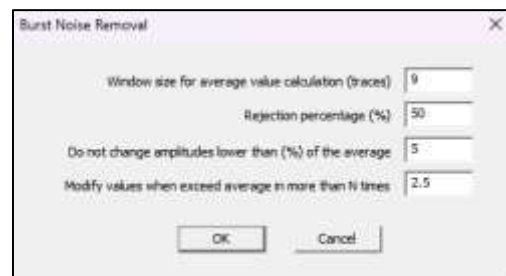 Burst Noise Removal
Window size for average value calculation (traces) 9
Rejection percentage (%) 50
Do not change amplitudes lower than (%) of the average 5
Modify values when exceed average in more than N times 2.5
OK Cancel